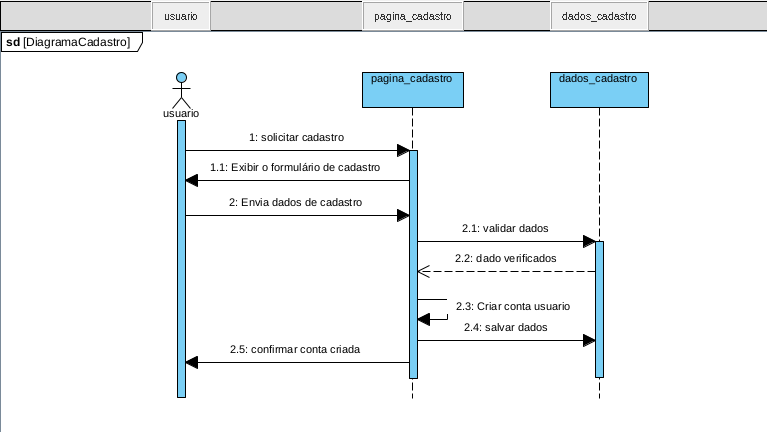 usuario
pagina_cadastro
dados_cadastro
sd [DiagramaCadastro]
pagina_cadastro
dados_cadastro
usuario
1: solicitar cadastro
1.1: Exibir o formulário de cadastro
2: Envia dados de cadastro
2.1: validar dados
2.2: dado verificados
2.3: Criar conta usuario
2.4: salvar dados
2.5: confirmar conta criada